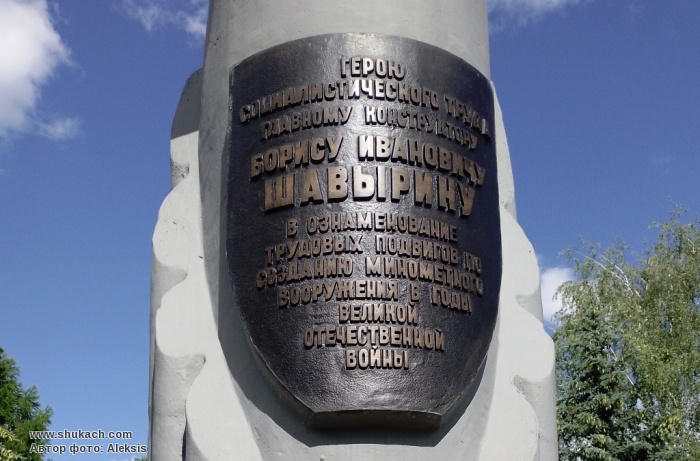 ГЕРОЮ
СОЦИАЛИСТИЧЕСКОГО ТРУДА
ГЛАВНОМУ КОНСТРУКТОРУ
БОРИСУ ИВАНОВИЧУ
ШАВЫРИНУ
В ОЗНАМЕНОВАНИЕ
ТРУДОВЫХ ПОДВИГОВ ПО
СОЗДАНИЮ МИНОМЕТНОГО
ВООРУЖЕНИЯ В ГОДЫ
ВЕЛИКОЙ
ОТЕЧЕСТВЕННОЙ
ВОЙНЫ
www.shukach.com
Автор фото: Aleksis